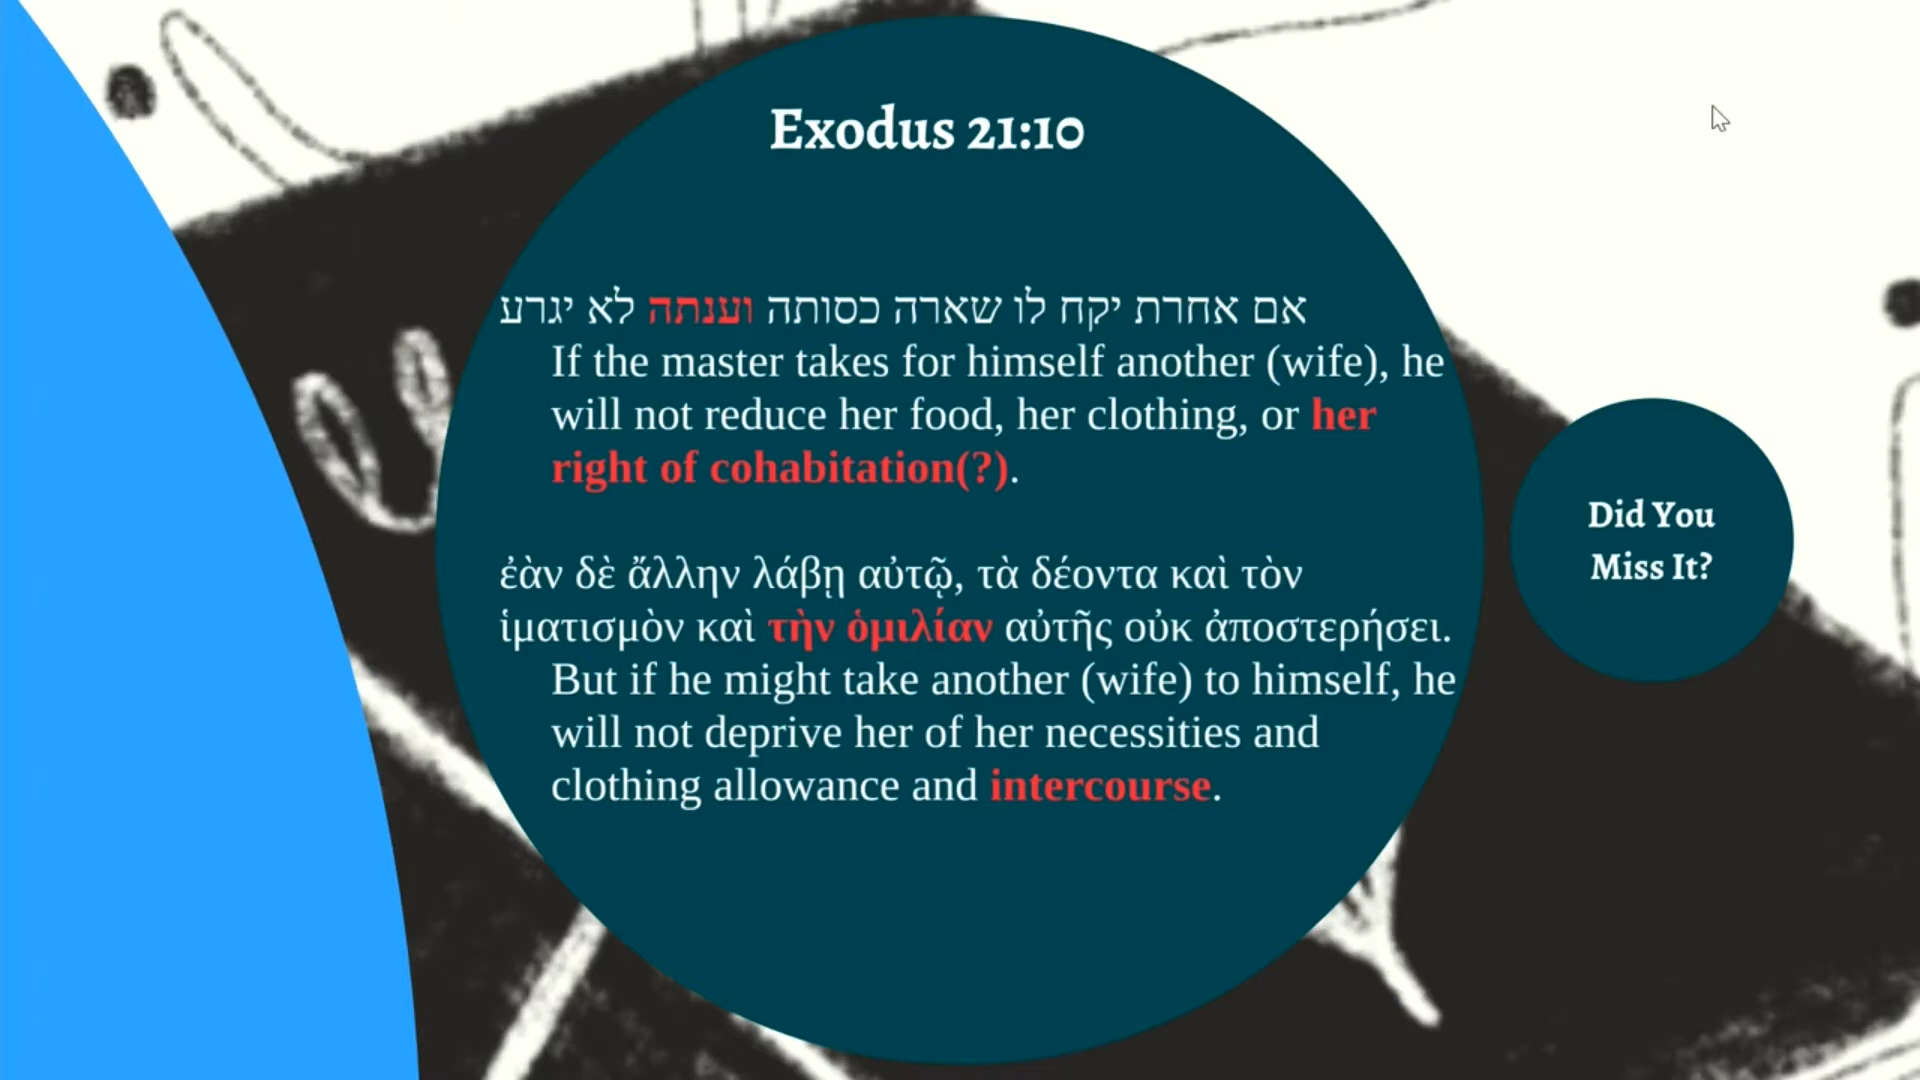 Exodus 21:10
אם אחרת יקח לו שארה כסותה וענתה לא יגרע
If the master takes for himself another (wife), he
will not reduce her food, her clothing, or her
right of cohabitation(?).
ἐὰν δὲ ἄλλην λάβῃ αὐτῷ, τὰ δέοντα καὶ τὸν
ἱματισμὸν καὶ τὴν ὁμιλίαν αὐτῆς οὐκ ἀποστερήσει.
But if he might take another (wife) to himself, he
will not deprive her of her necessities and
clothing allowance and intercourse.
Did You
Miss It?